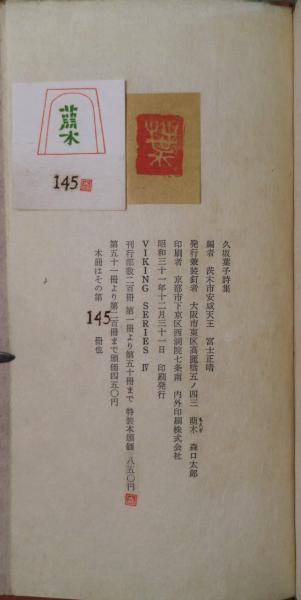 蕌木
145
葉
久坂葉子詩集
編者 茨木市安威天王 富士正晴
発行兼装釘者 大阪市東区高麗橋五ノ四三 蕌木 森口太郎
印刷者 京都市下京区西洞院七条南 内外印刷株式会社
昭和三十一年十二月三十一日 印刷発行
VIKING SERIES Ⅳ
刊行部数二百冊 第一冊より第五十冊まで 特製本頒価 八五〇円
第五十一冊より第二百冊まで頒価四五〇円
本冊はその第 145 冊也